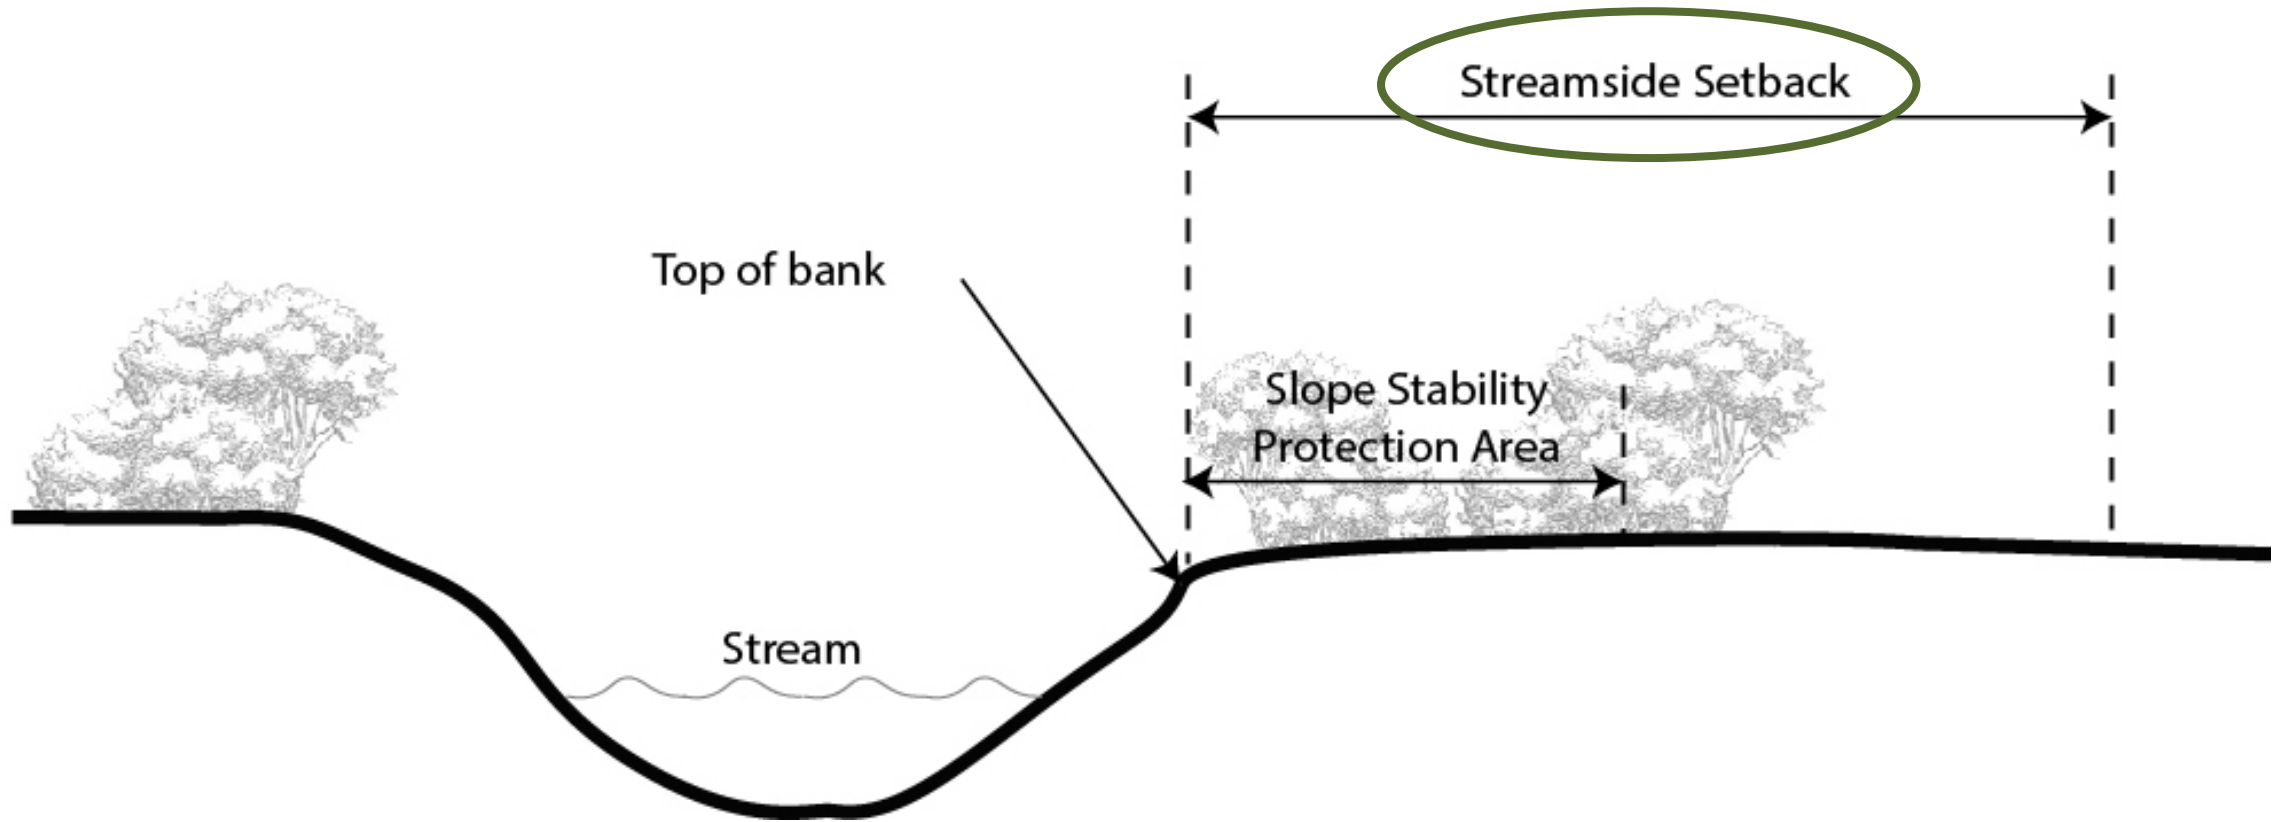 Streamside Setback
Top of bank
Slope Stability
Protection Area
Stream